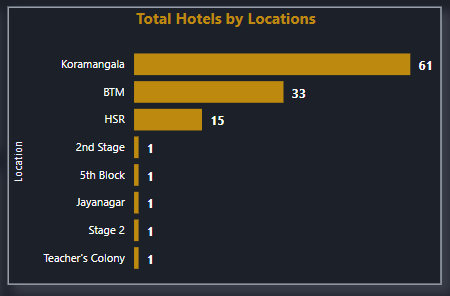 Total Hotels by Locations
Koramangala 61
BTM 33
HSR 15
2nd Stage 1
5th Block 1
Jayanagar 1
Stage 2 1
Teacher's Colony 1
Location